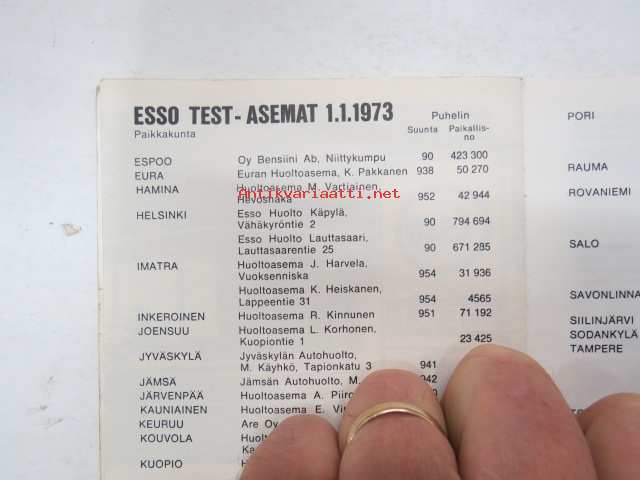 ESSO TEST-ASEMAT 1.1.1973 Puhelin
Paikkakunta Suunta Paikallis-
no
ESPOO Oy Bensiini Ab, Niittykumpu 90 423 300
EURA Euran Huoltoasema, K. Pakkanen 938 50 270
HAMINA Huoltoasema M. Vartiainen,
Hevoshaka 952 42 944
Antikvariaatti.net
HELSINKI Esso Huolto Käpylä,
Vähäkyröntie 2 90 794 694
Esso Huolto Lauttasaari,
Lauttasaarentie 25 90 671 285
IMATRA Huoltoasema J. Harvela,
Vuoksenniska 954 31 936
Huoltoasema K. Heiskanen,
Lappeentie 31 954 4565
INKEROINEN Huoltoasema R. Kinnunen 951 71 192
JOENSUU Huoltoasema L. Korhonen,
Kuopiontie 1 23 425
JYVÄSKYLÄ Jyväskylän Autohuolto,
M. Käyhkö, Tapionkatu 3 941
JÄMSÄ Jämsän Autohuolto, M. 942
JÄRVENPÄÄ Huoltoasema A.
KAUNIAINEN Huoltoasema E.
KEURUU Are Oy
KOUVOLA
KUOPIO
PORI
RAUMA
ROVANIEMI
SALO
SAVONLINNA
SIILINJÄRVI
SODANKYLÄ
TAMPERE